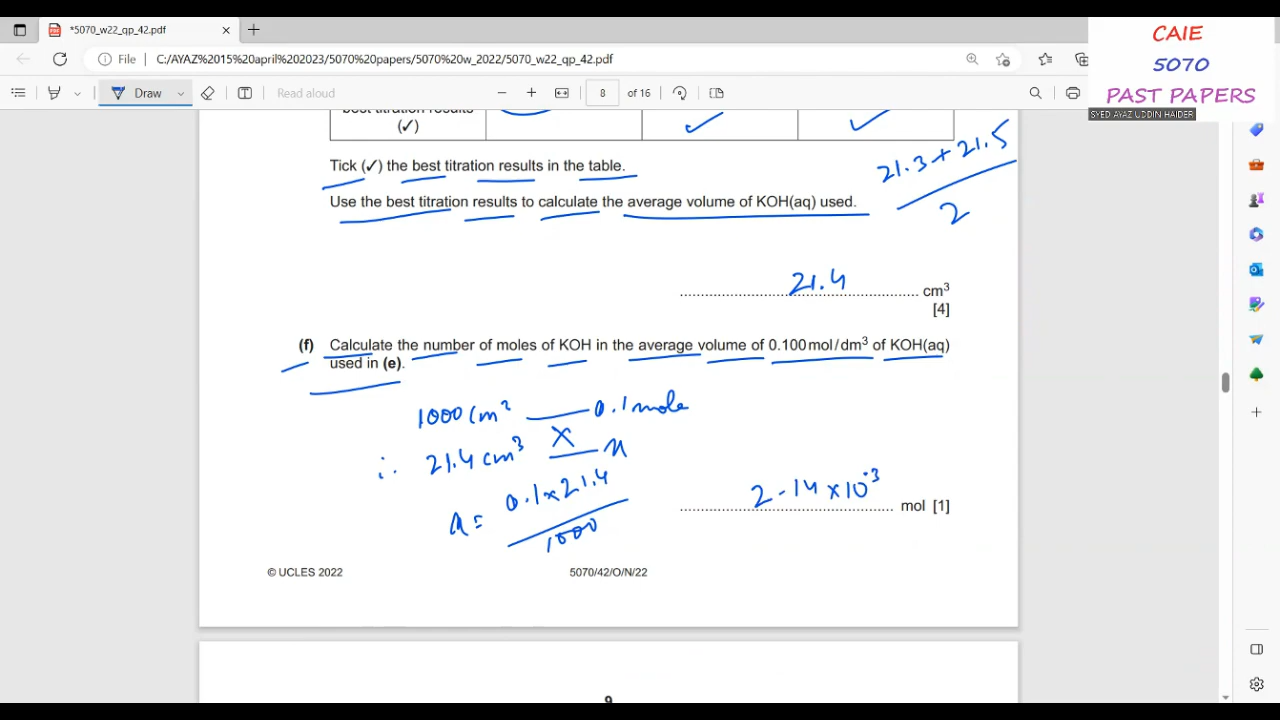 *5070_w22_qp_42.pdf
File
C:/AYAZ%2015%20april%202023/5070%20papers/5070%20w_2022/5070_w22_qp_42.pdf
CAIE
5070
PAST PAPERS
SYED AYAZ UDDIN HAIDER
Draw
Read aloud
8 of 16
best titration results
(✓)
✓ ✓
Tick (✓) the best titration results in the table.
21.3 + 21.5
2
Use the best titration results to calculate the average volume of KOH(aq) used.
21.4 cm³
[4]
(f) Calculate the number of moles of KOH in the average volume of 0.100 mol/dm³ of KOH(aq)
used in (e).
1000 cm³ — 0.1 mole
∴ 21.4 cm³ — x
x = 0.1 × 21.4
1000
2.14 × 10⁻³ mol [1]
© UCLES 2022
5070/42/O/N/22
9